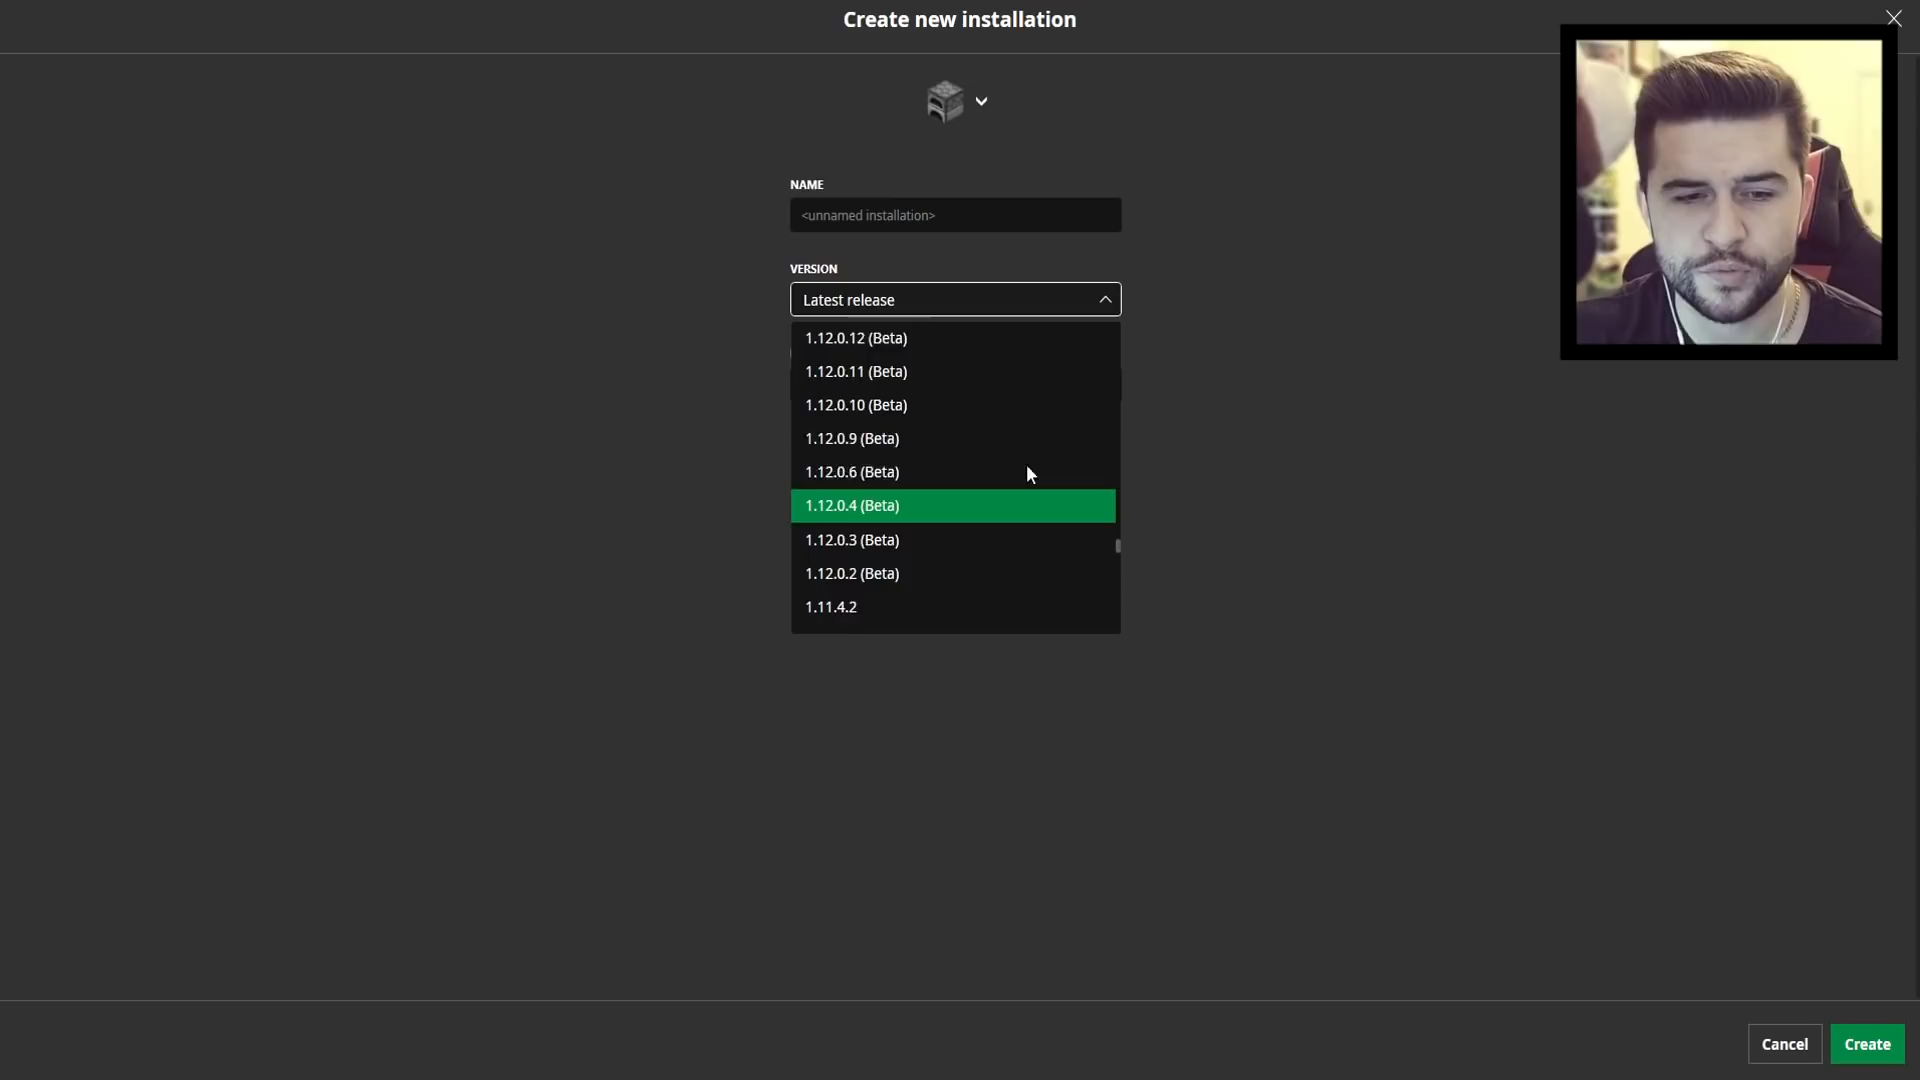 Create new installation
NAME
<unnamed installation>
VERSION
Latest release
1.12.0.12 (Beta)
1.12.0.11 (Beta)
1.12.0.10 (Beta)
1.12.0.9 (Beta)
1.12.0.6 (Beta)
1.12.0.4 (Beta)
1.12.0.3 (Beta)
1.12.0.2 (Beta)
1.11.4.2
Cancel
Create